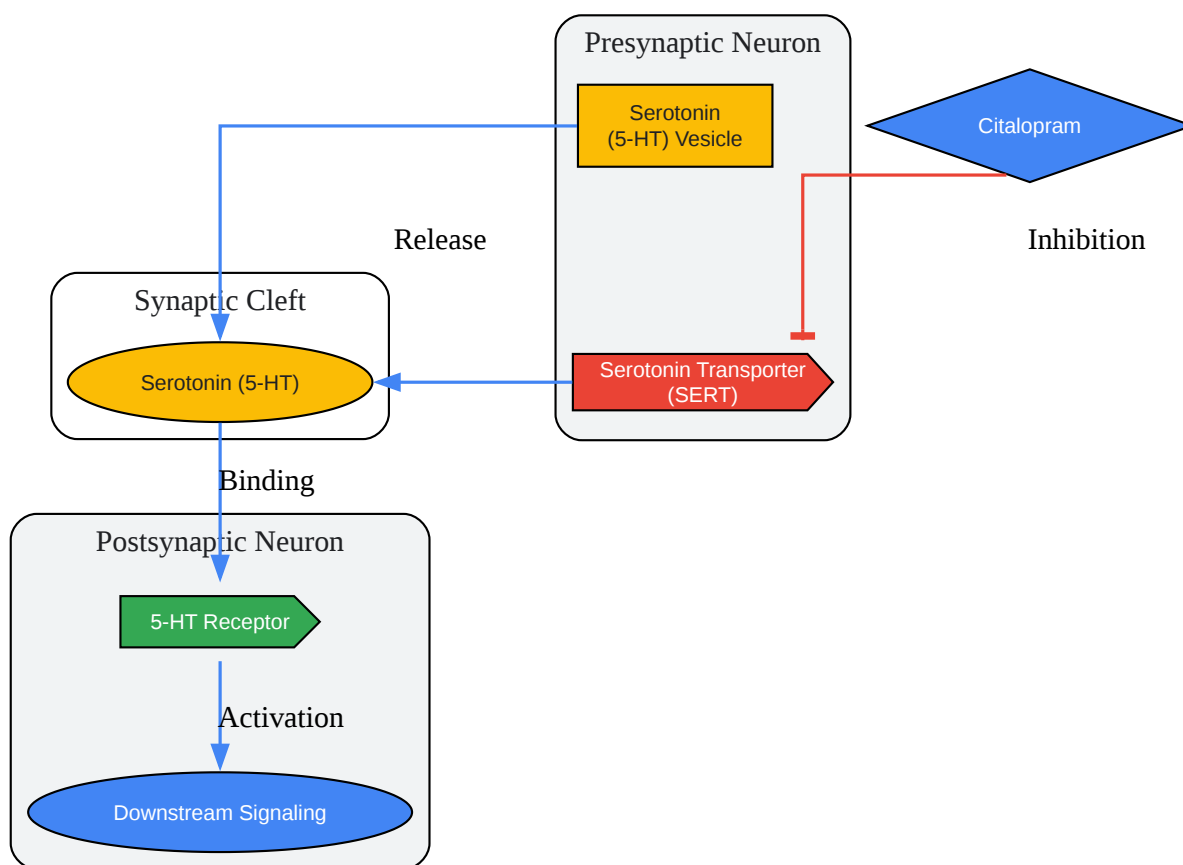 Presynaptic Neuron
Serotonin
(5-HT) Vesicle
Citalopram
Release
Inhibition
Synaptic Cleft
Serotonin (5-HT)
Serotonin Transporter
(SERT)
Binding
Postsynaptic Neuron
5-HT Receptor
Activation
Downstream Signaling